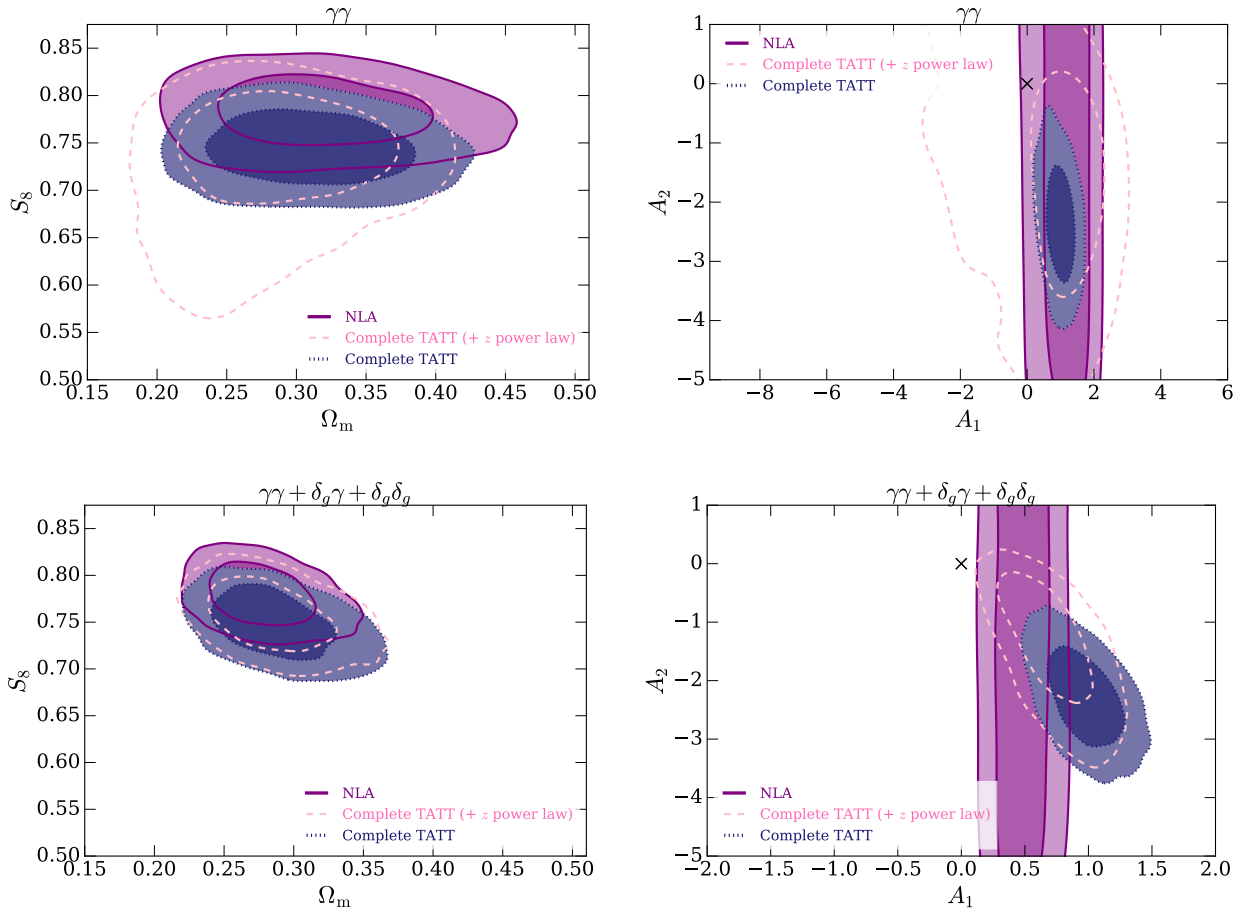 γγ
0.85
0.80
0.75
0.70
0.65
0.60
0.55
0.50
S₈
NLA
Complete TATT (+ z power law)
Complete TATT
0.15 0.20 0.25 0.30 0.35 0.40 0.45 0.50
Ωₘ
γγ
1
0
−1
−2
−3
−4
−5
A₂
NLA
Complete TATT (+ z power law)
Complete TATT
−8 −6 −4 −2 0 2 4 6
A₁
γγ + δ_gγ + δ_gδ_g
0.85
0.80
0.75
0.70
0.65
0.60
0.55
0.50
S₈
NLA
Complete TATT (+ z power law)
Complete TATT
0.15 0.20 0.25 0.30 0.35 0.40 0.45 0.50
Ωₘ
γγ + δ_gγ + δ_gδ_g
1
0
−1
−2
−3
−4
−5
A₂
NLA
Complete TATT (+ z power law)
Complete TATT
−2.0 −1.5 −1.0 −0.5 0.0 0.5 1.0 1.5 2.0
A₁